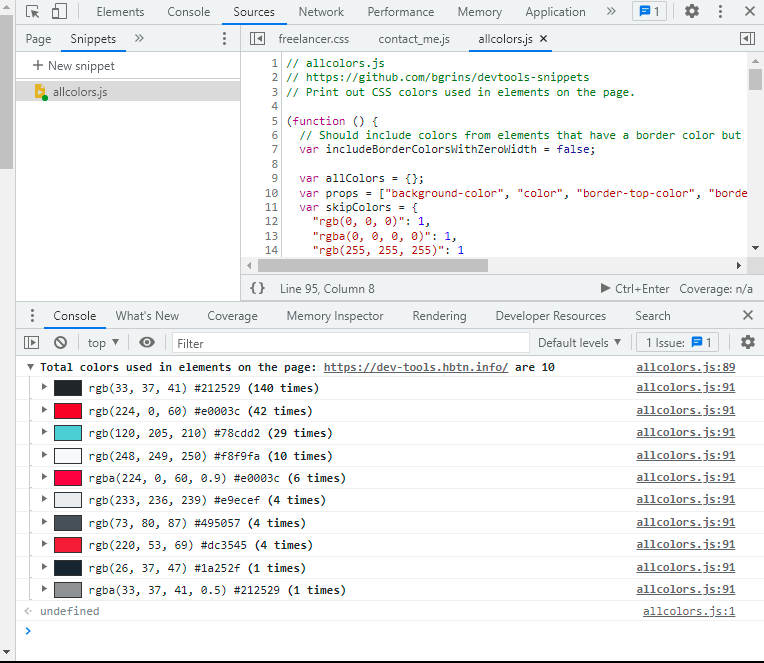 Elements Console Sources Network Performance Memory Application » 1
Page Snippets » freelancer.css contact_me.js allcolors.js ×
+ New snippet
allcolors.js
1 // allcolors.js
2 // https://github.com/bgrins/devtools-snippets
3 // Print out CSS colors used in elements on the page.
4
5 (function () {
6 // Should include colors from elements that have a border color but
7 var includeBorderColorsWithZeroWidth = false;
8
9 var allColors = {};
10 var props = ["background-color", "color", "border-top-color", "borde
11 var skipColors = {
12 "rgb(0, 0, 0)": 1,
13 "rgba(0, 0, 0, 0)": 1,
14 "rgb(255, 255, 255)": 1
{} Line 95, Column 8 Ctrl+Enter Coverage: n/a
Console What's New Coverage Memory Inspector Rendering Developer Resources Search
top Filter Default levels 1 Issue: 1
Total colors used in elements on the page: https://dev-tools.hbtn.info/ are 10 allcolors.js:89
rgb(33, 37, 41) #212529 (140 times) allcolors.js:91
rgb(224, 0, 60) #e0003c (42 times) allcolors.js:91
rgb(120, 205, 210) #78cdd2 (29 times) allcolors.js:91
rgb(248, 249, 250) #f8f9fa (10 times) allcolors.js:91
rgba(224, 0, 60, 0.9) #e0003c (6 times) allcolors.js:91
rgb(233, 236, 239) #e9ecef (4 times) allcolors.js:91
rgb(73, 80, 87) #495057 (4 times) allcolors.js:91
rgb(220, 53, 69) #dc3545 (4 times) allcolors.js:91
rgb(26, 37, 47) #1a252f (1 times) allcolors.js:91
rgba(33, 37, 41, 0.5) #212529 (1 times) allcolors.js:91
undefined allcolors.js:1